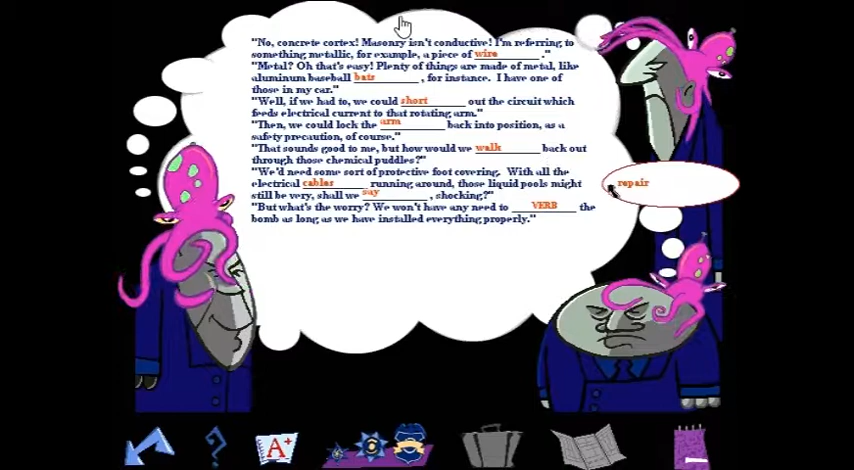 "No, concrete cortex! Masonry isn't conductive! I'm referring to
something metallic, for example, a piece of wire ."
"Metal? Oh that's easy! Plenty of things are made of metal, like
aluminum baseball bats , for instance. I have one of
those in my car."
"Well, if we had to, we could short out the circuit which
feeds electrical current to that rotating arm."
"Then, we could lock the arm back into position, as a
safety precaution, of course."
"That sounds good to me, but how would we walk back out
through those chemical puddles?"
"We'd need some sort of protective foot covering. With all the
electrical cables running around, those liquid pools might
still be very, shall we say , shocking?"
"But what's the worry? We won't have any need to VERB the
bomb as long as we have installed everything properly."
repair
A+